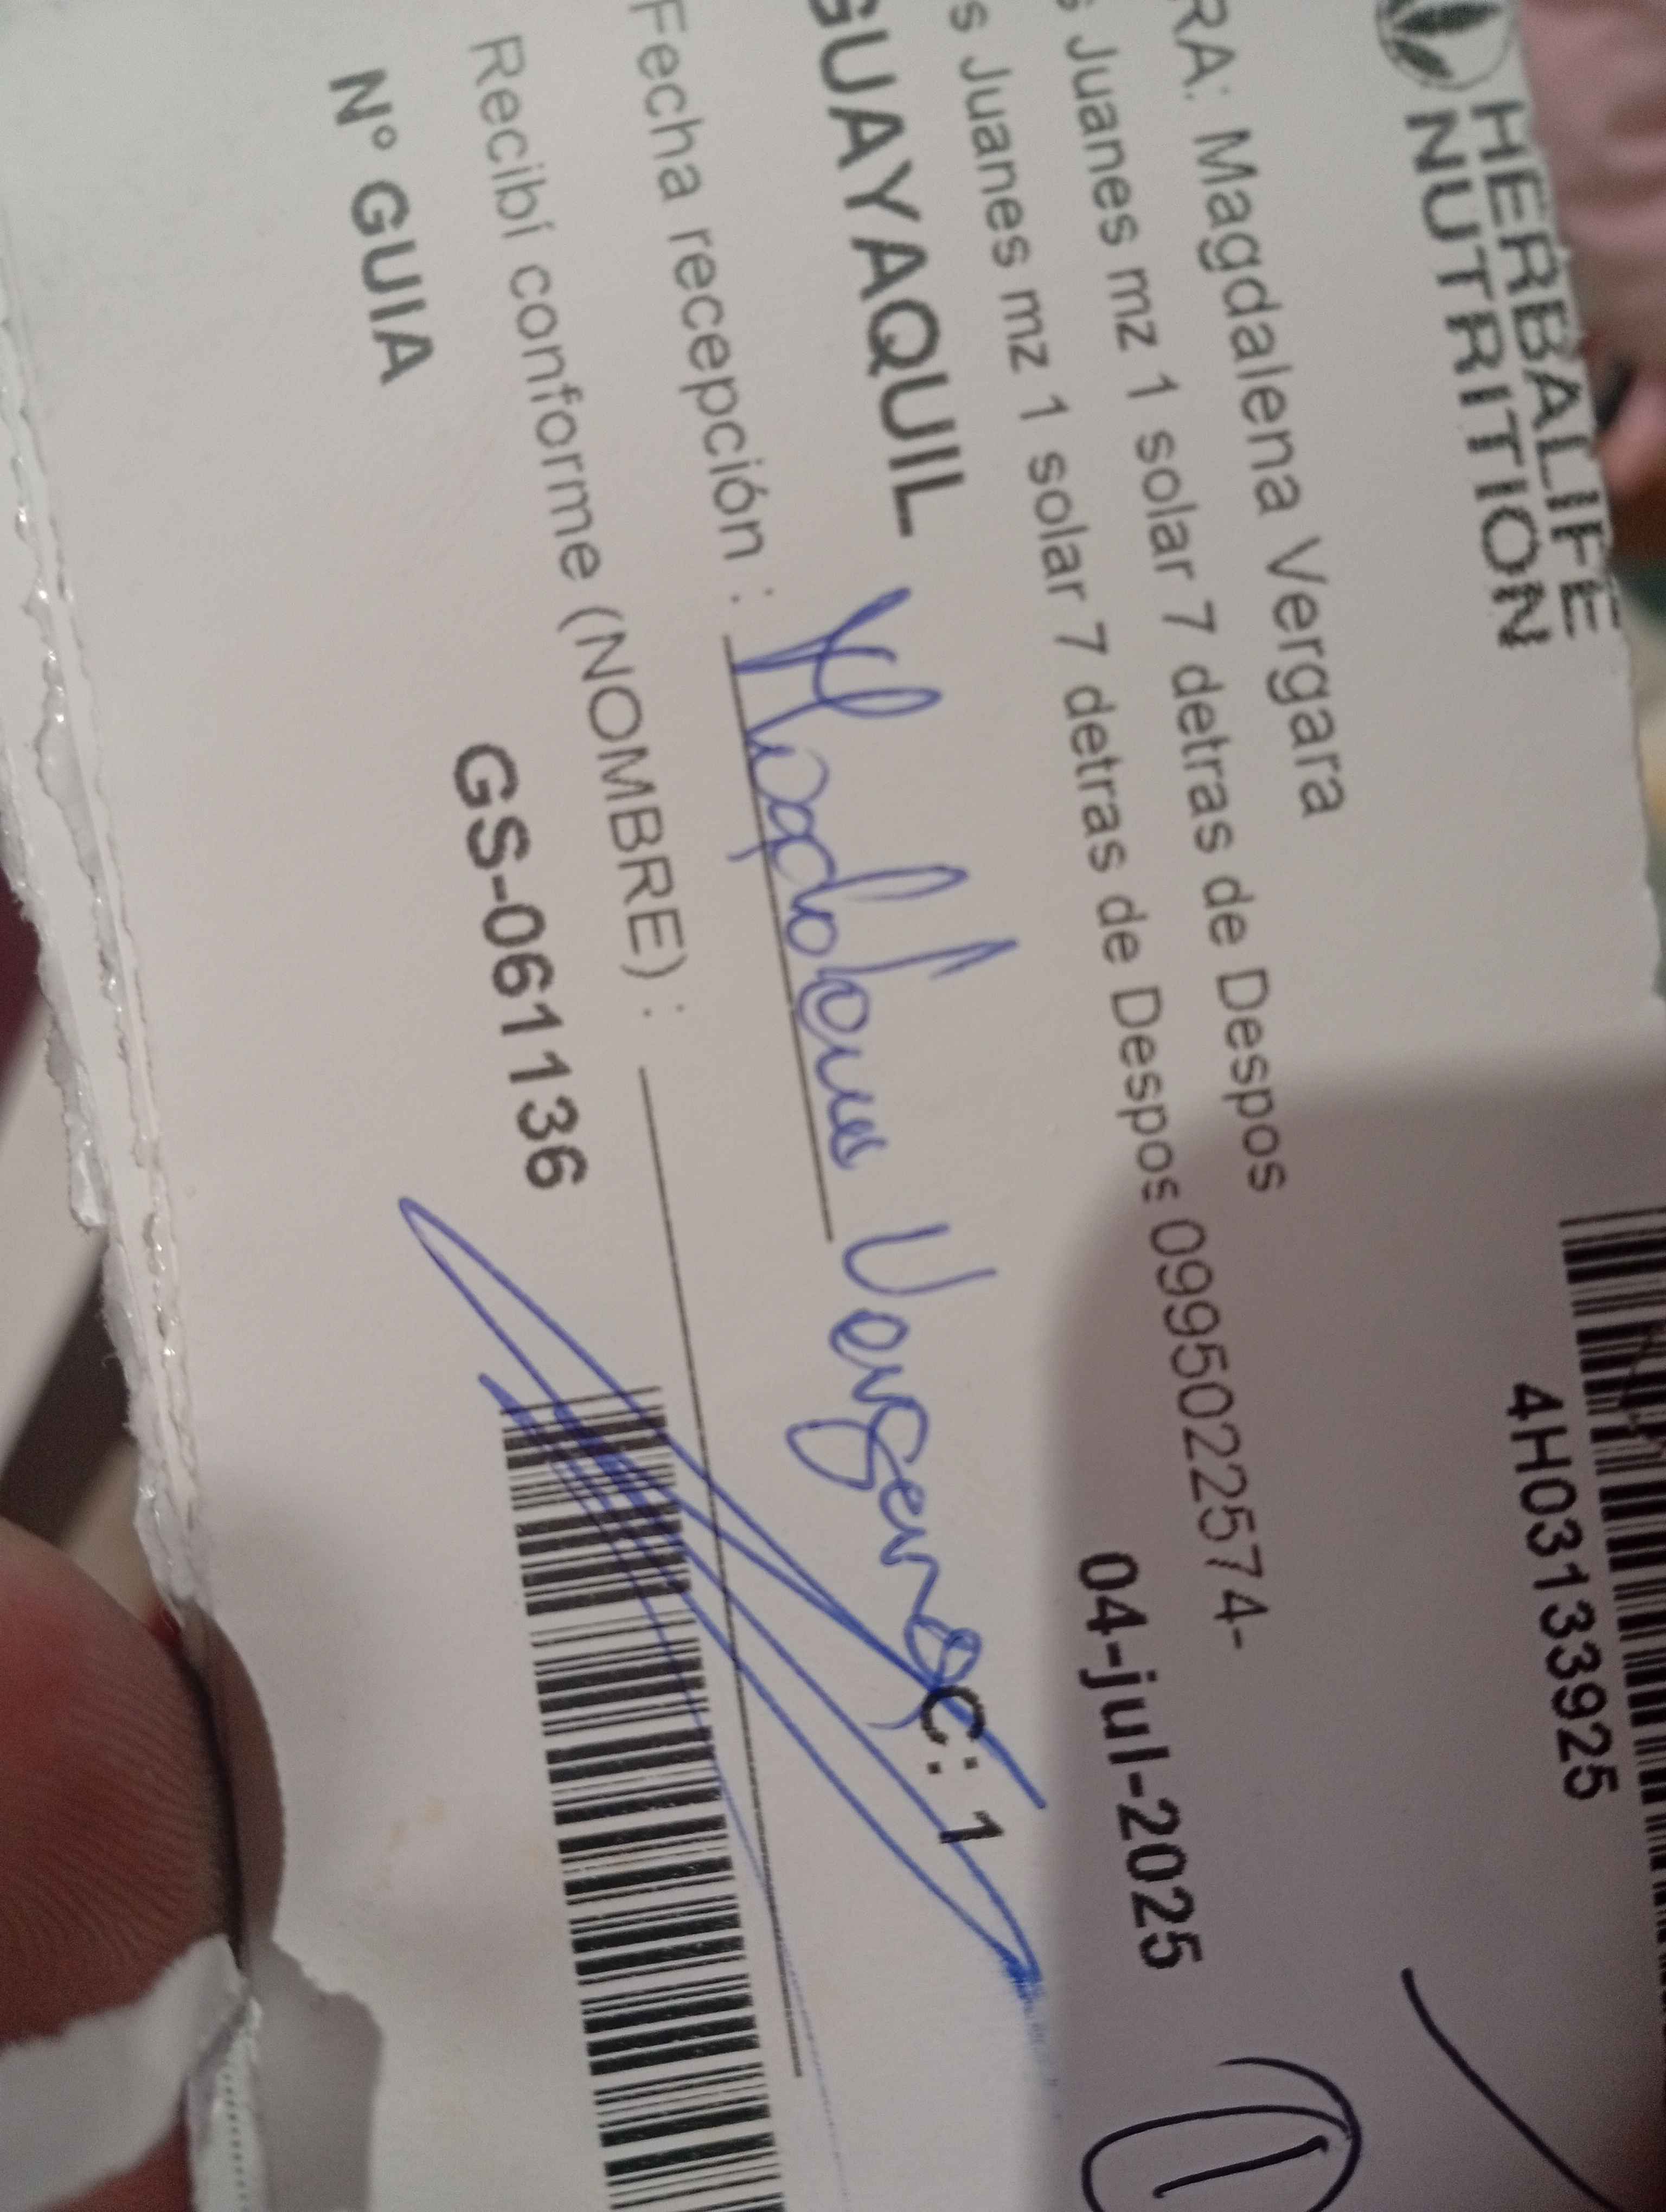 HERBALIFE
NUTRITION
4H03133925
RA: Magdalena Vergara
s Juanes mz 1 solar 7 detras de Despos
s Juanes mz 1 solar 7 detras de Despos 0995022574-
04-jul-2025
GUAYAQUIL
C: 1
Magdalena Vergara
Fecha recepción :
Recibí conforme (NOMBRE) :
N° GUIA GS-061136